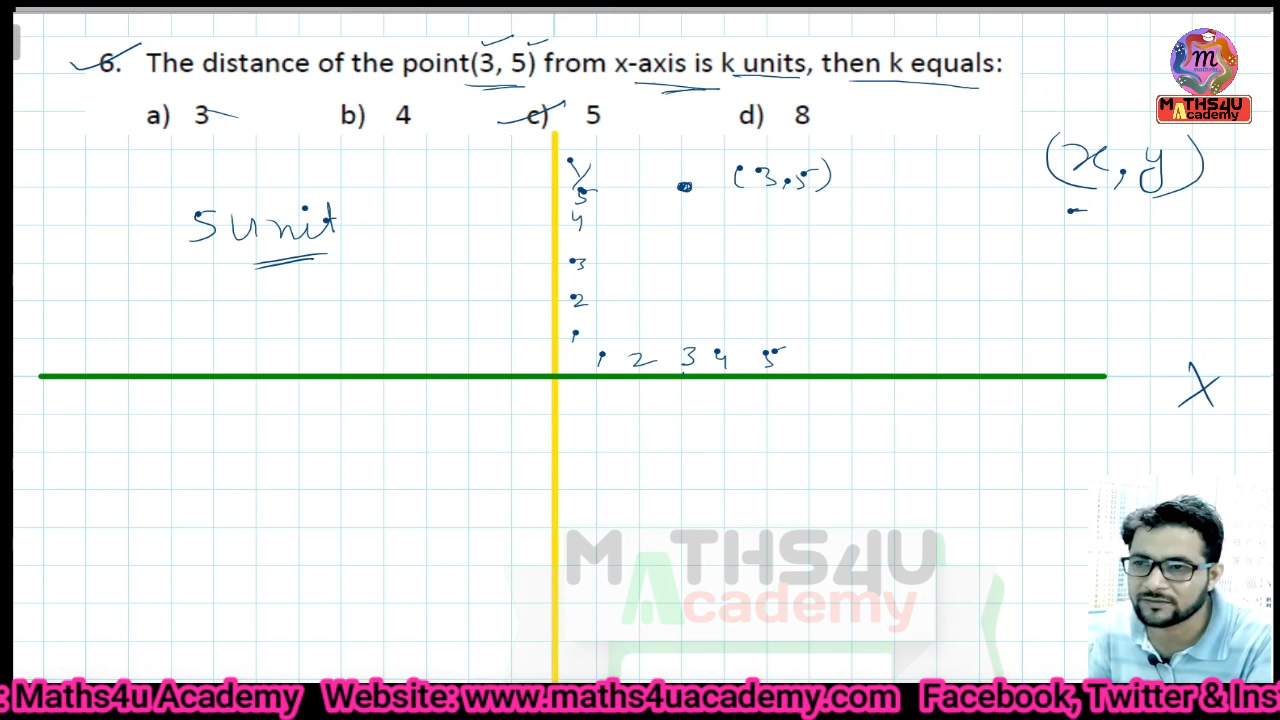 6. The distance of the point(3, 5) from x-axis is k units, then k equals:
a) 3 b) 4 c) 5 d) 8
m
MATHS4U
Academy
(x, y)
y
(3,5)
5
4
5 unit
3
2
1
1 2 3 4 5
X
MATHS4U
Academy
: Maths4u Academy Website: www.maths4uacademy.com Facebook, Twitter & Ins